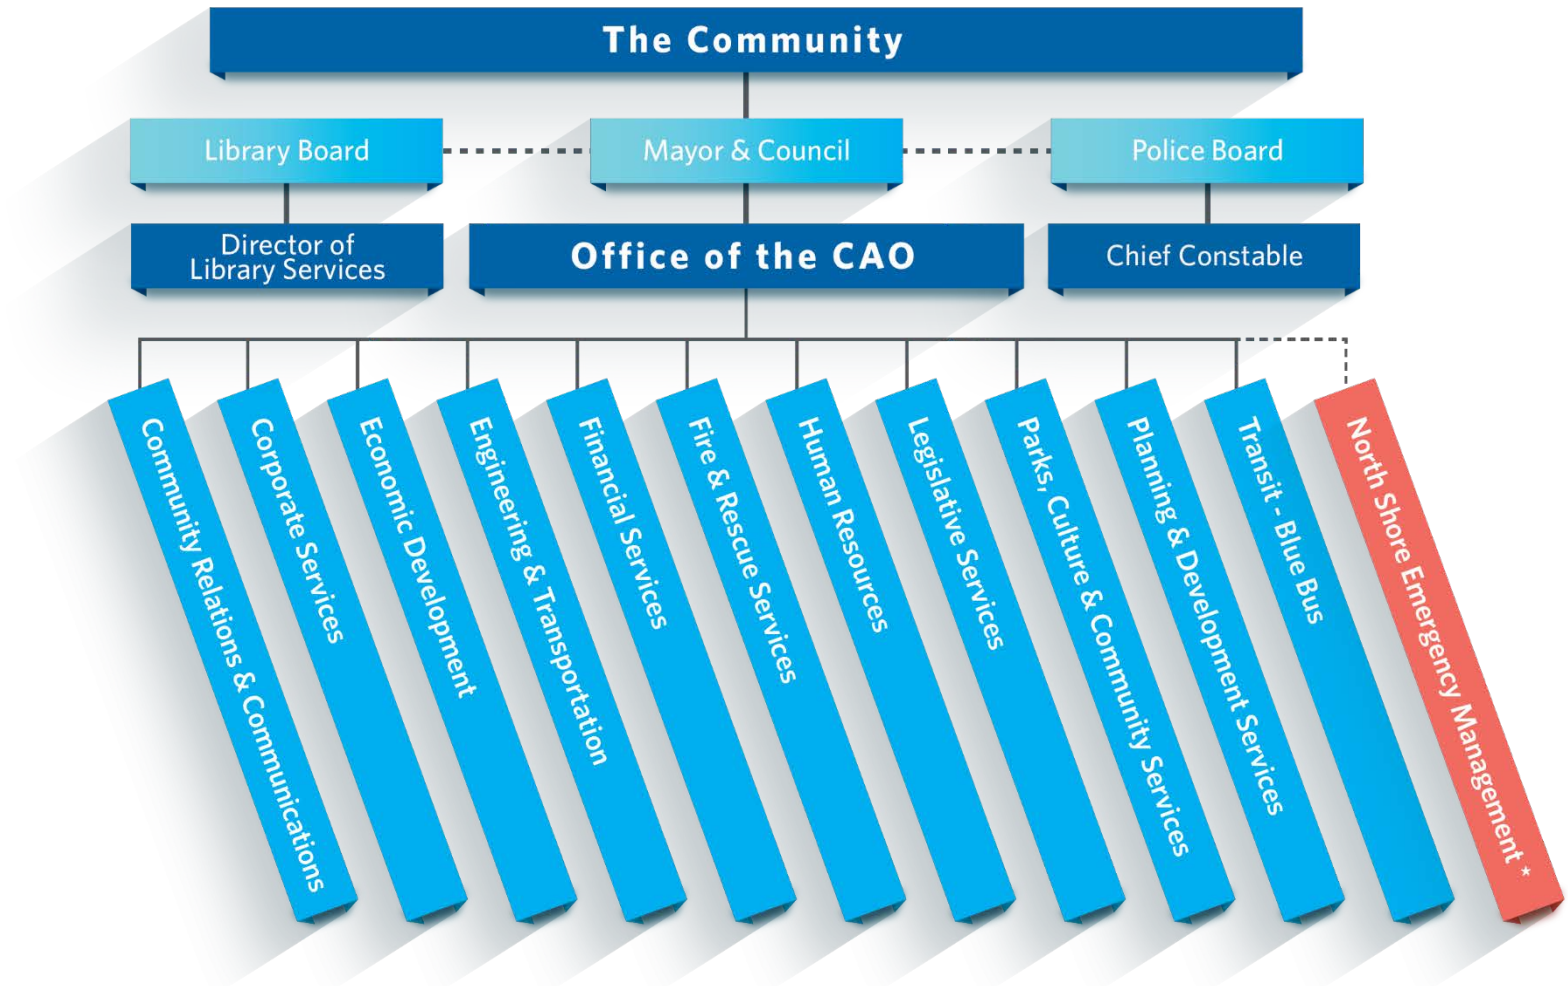 The Community
Library Board
Mayor & Council
Police Board
Director of
Library Services
Office of the CAO
Chief Constable
Community Relations & Communications
Corporate Services
Economic Development
Engineering & Transportation
Financial Services
Fire & Rescue Services
Human Resources
Legislative Services
Parks, Culture & Community Services
Planning & Development Services
Transit - Blue Bus
North Shore Emergency Management *